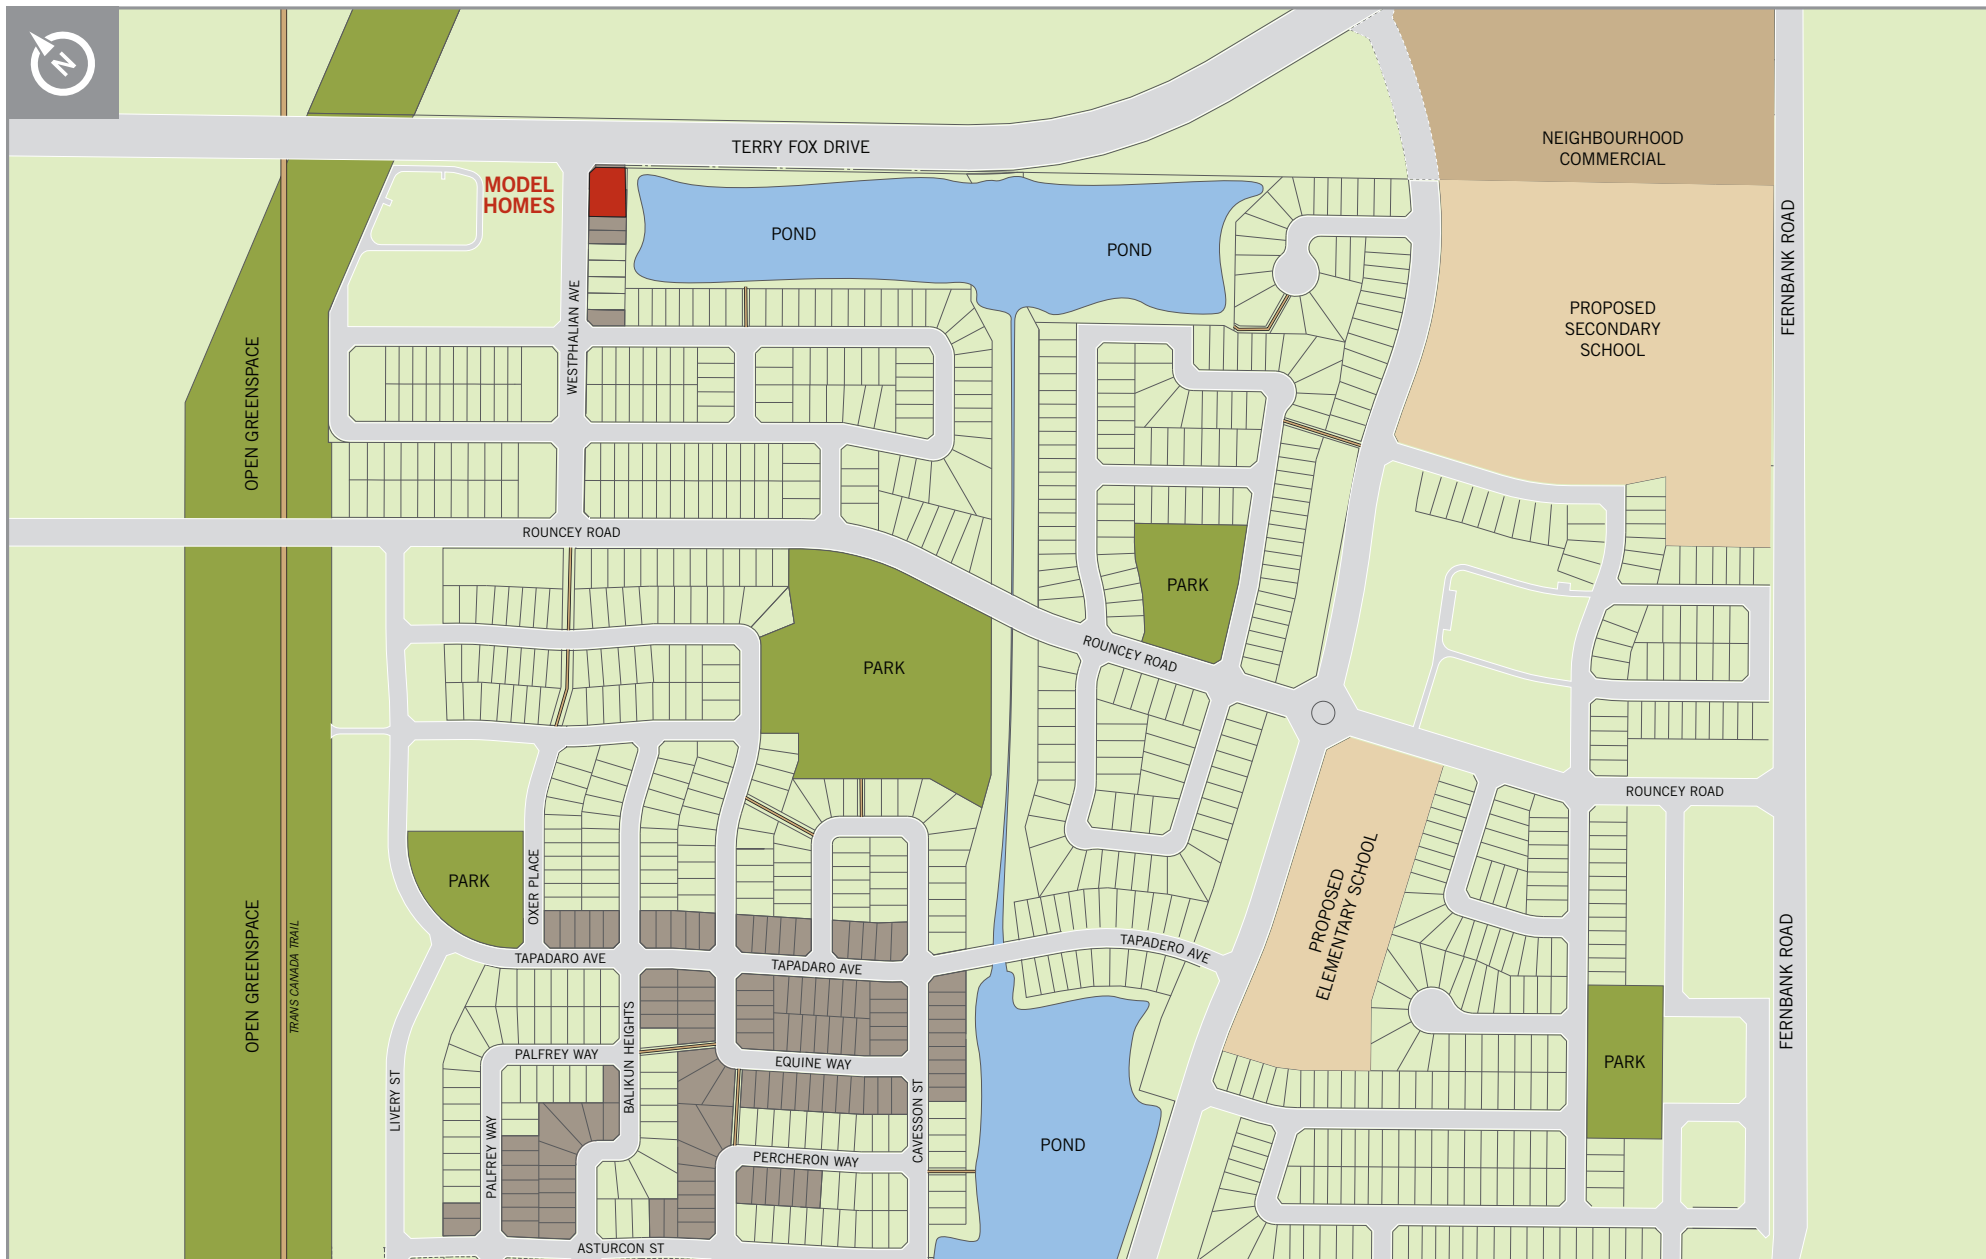 N
TERRY FOX DRIVE
NEIGHBOURHOOD
COMMERCIAL
MODEL
HOMES
POND
POND
FERNBANK ROAD
PROPOSED
SECONDARY
SCHOOL
WESTPHALIAN AVE
OPEN GREENSPACE
ROUNCEY ROAD
PARK
ROUNCEY ROAD
PARK
ROUNCEY ROAD
PARK
OXER PLACE
PROPOSED
ELEMENTARY SCHOOL
OPEN GREENSPACE
TRANS CANADA TRAIL
TAPADARO AVE
TAPADARO AVE
TAPADERO AVE
FERNBANK ROAD
BALIKUN HEIGHTS
PALFREY WAY
EQUINE WAY
PARK
LIVERY ST
CAVESSON ST
PALFREY WAY
PERCHERON WAY
POND
ASTURCON ST